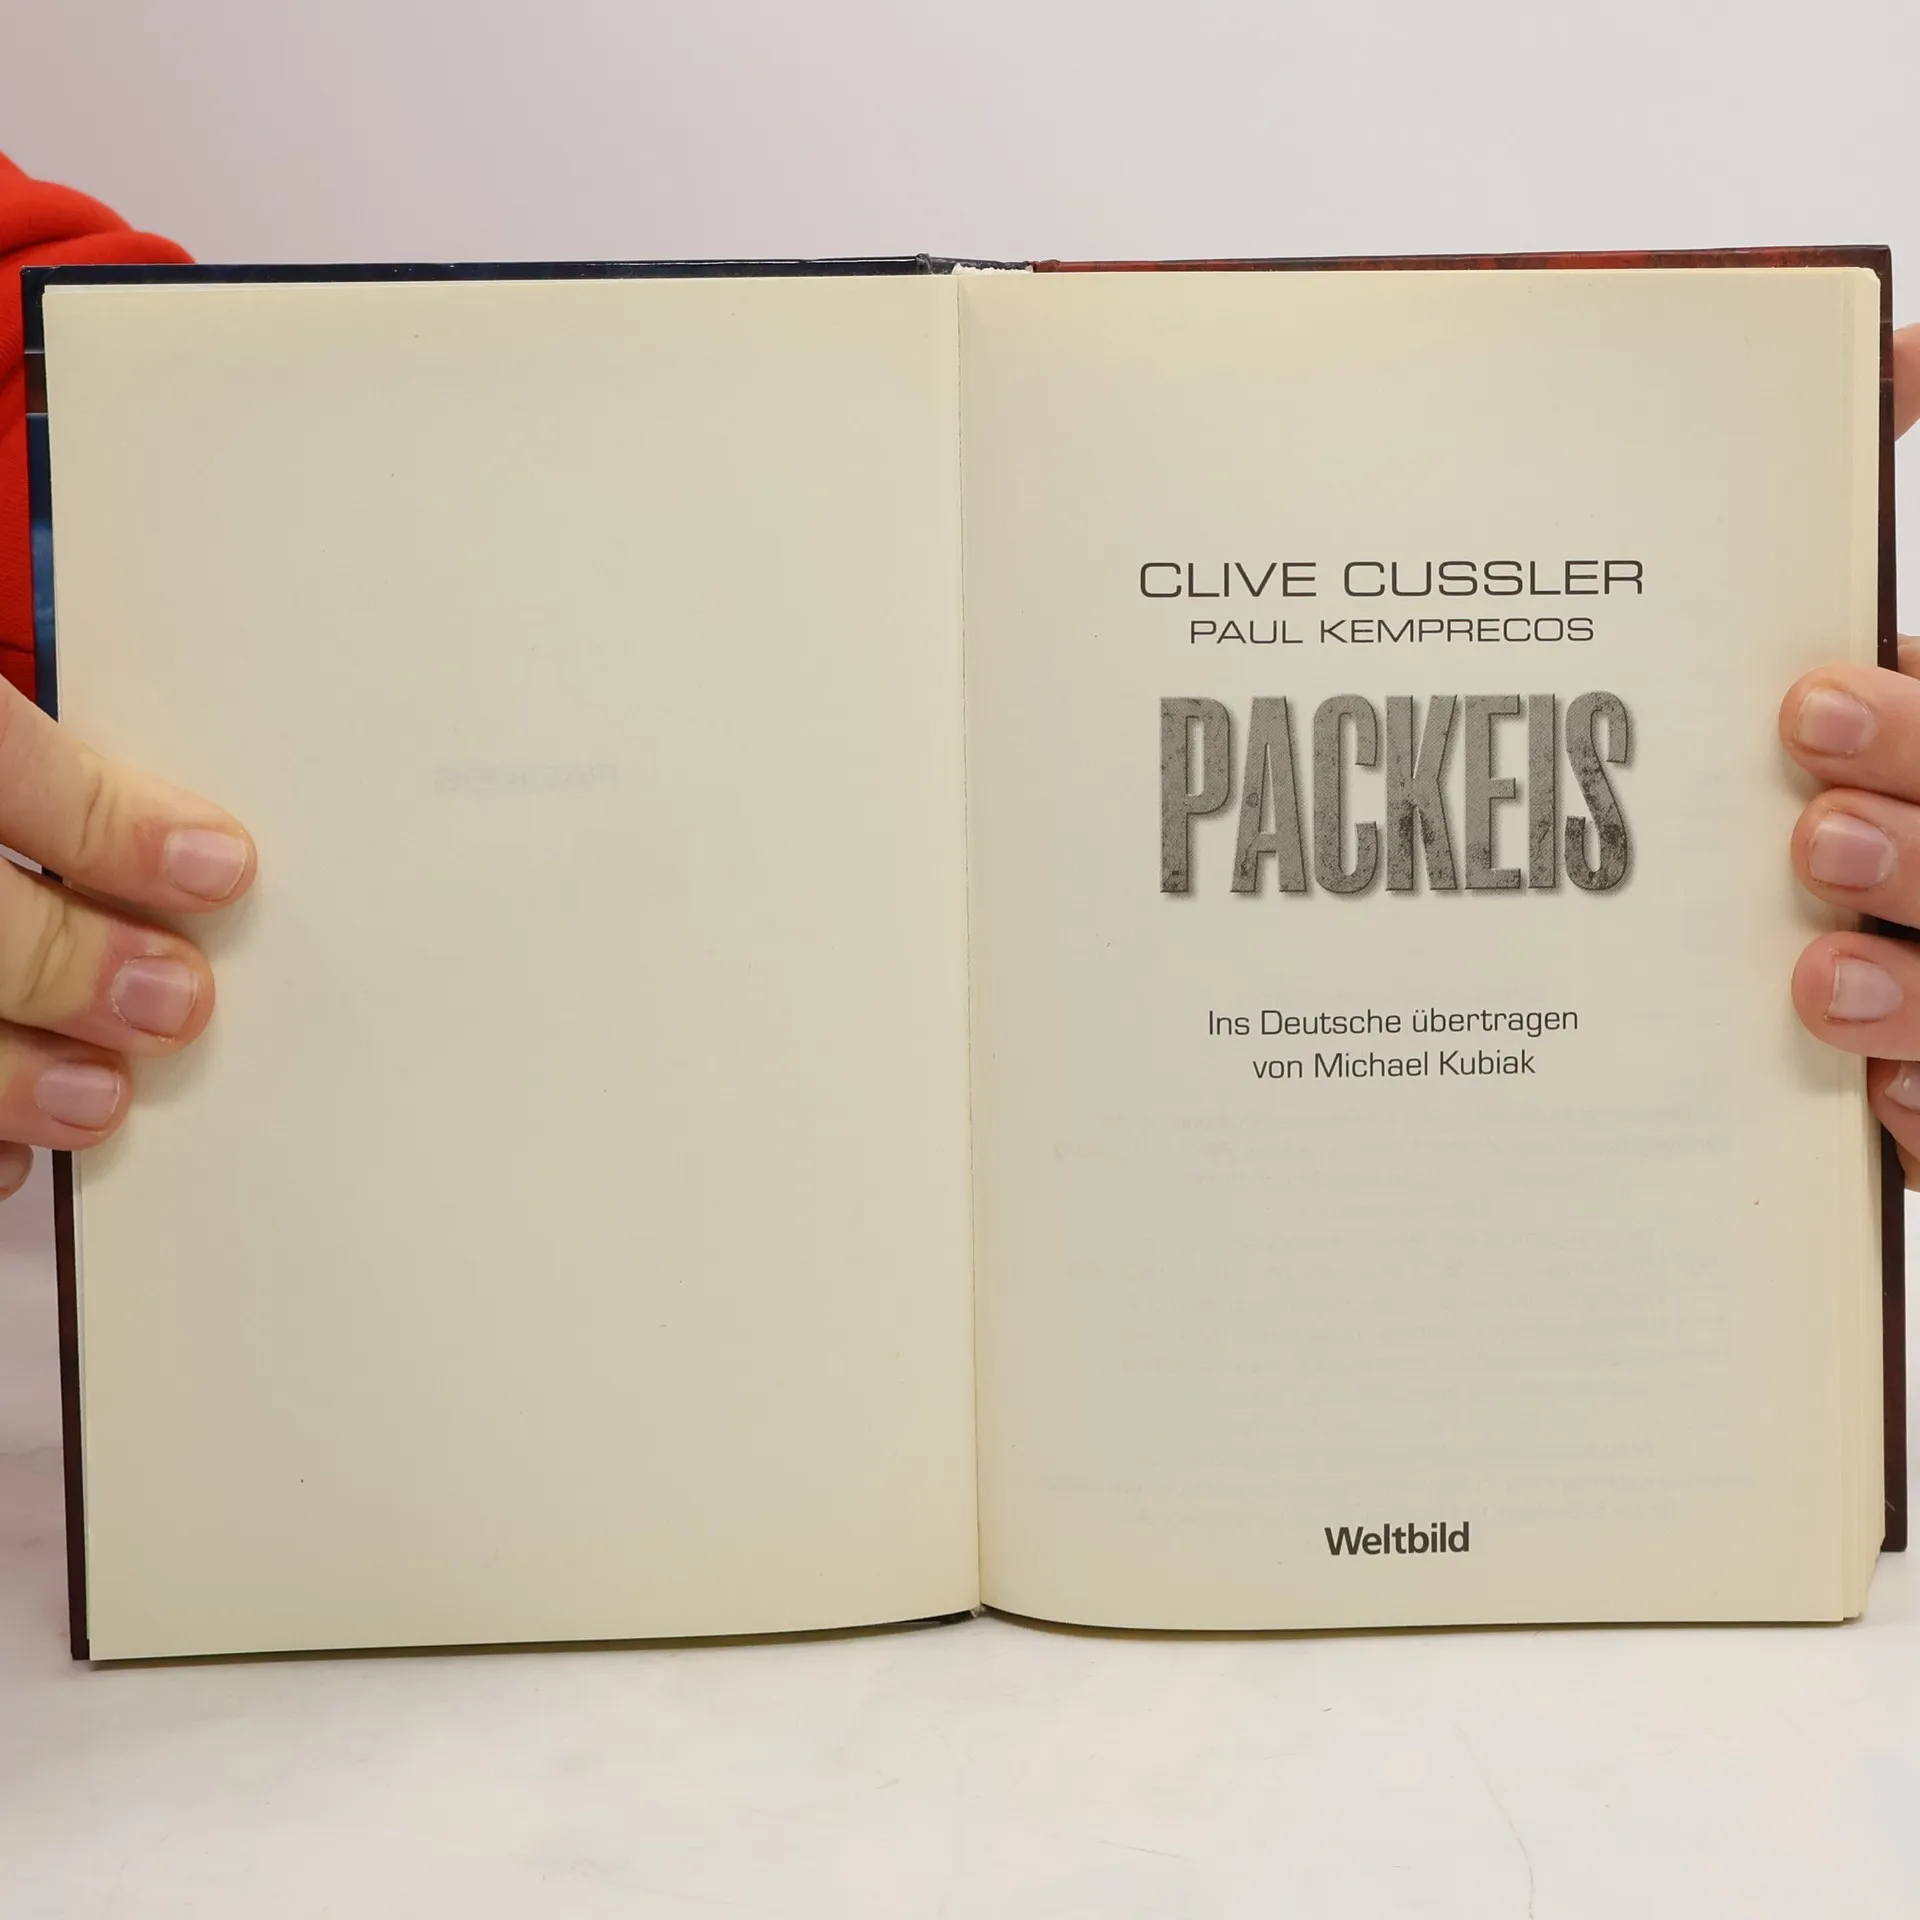 CLIVE CUSSLER
PAUL KEMPRECOS
PACKEIS
Ins Deutsche übertragen
von Michael Kubiak
Weltbild